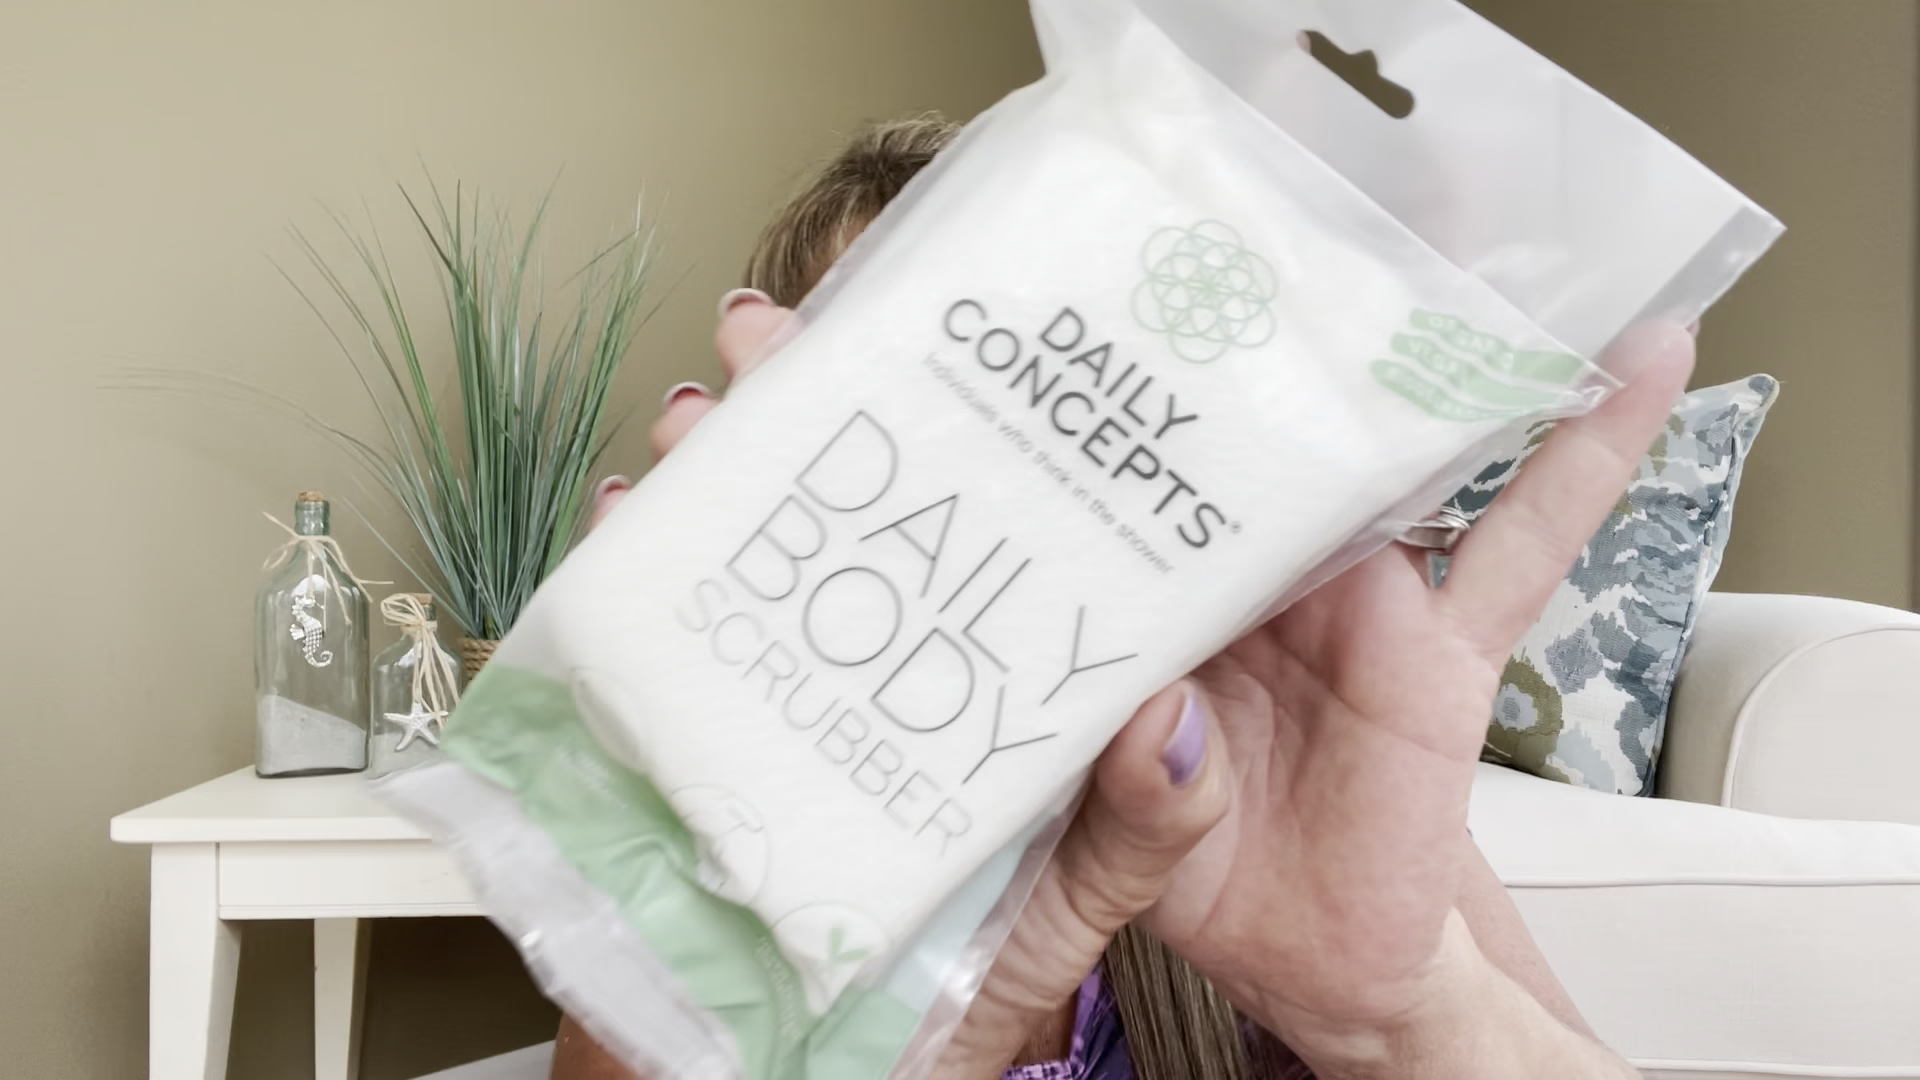 DAILY
CONCEPTS®
Individuals who think in the shower
DAILY
BODY
SCRUBBER